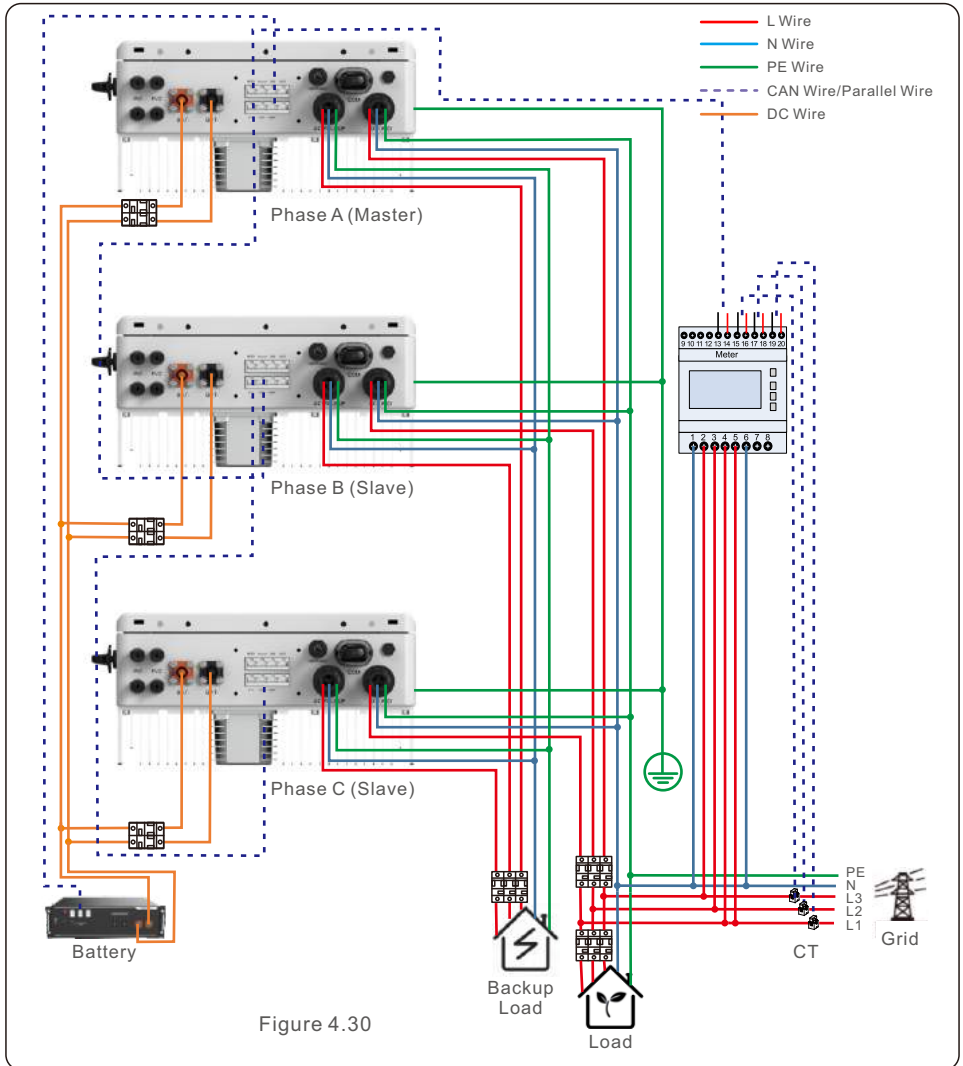 L Wire
N Wire
PE Wire
CAN Wire/Parallel Wire
DC Wire
Phase A (Master)
9 10 11 12 13 14 15 16 17 18 19 20
Meter
1 2 3 4 5 6 7 8
Phase B (Slave)
Phase C (Slave)
PE
N
L3
L2
L1
Battery
CT
Grid
Backup
Load
Load
Figure 4.30